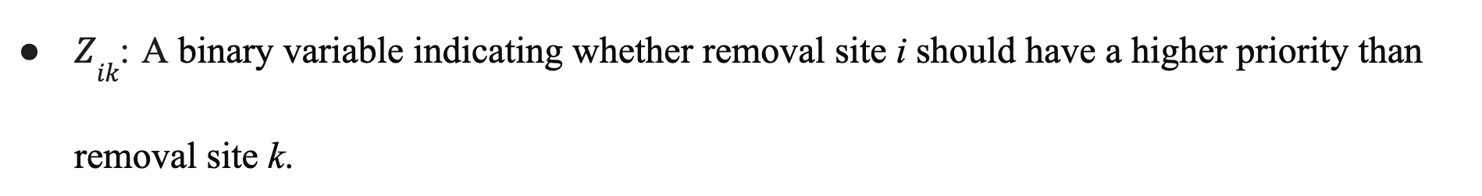 ● Z_ik: A binary variable indicating whether removal site i should have a higher priority than
removal site k.